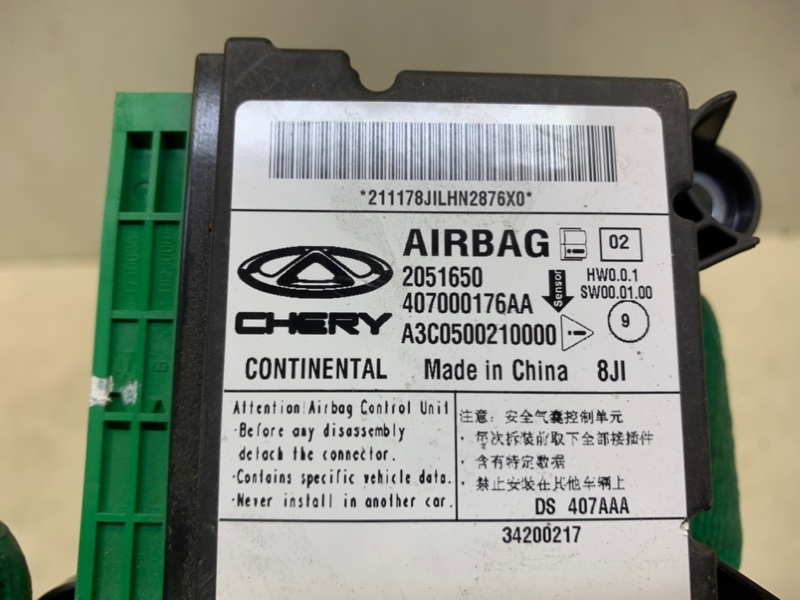 *211178JILHN2876X0*
AIRBAG 02
2051650
407000176AA
A3C0500210000
Sensor
HW0.0.1
SW00.01.00
9
CHERY
CONTINENTAL Made in China 8JI
Attention!Airbag Control Unit
·Before any disassembly
detach the connector.
·Contains specific vehicle data.
·Never install in another car.
注意: 安全气囊控制单元
· 每次拆装前取下全部接插件
· 含有特定数据
· 禁止安装在其他车辆上
DS 407AAA
34200217